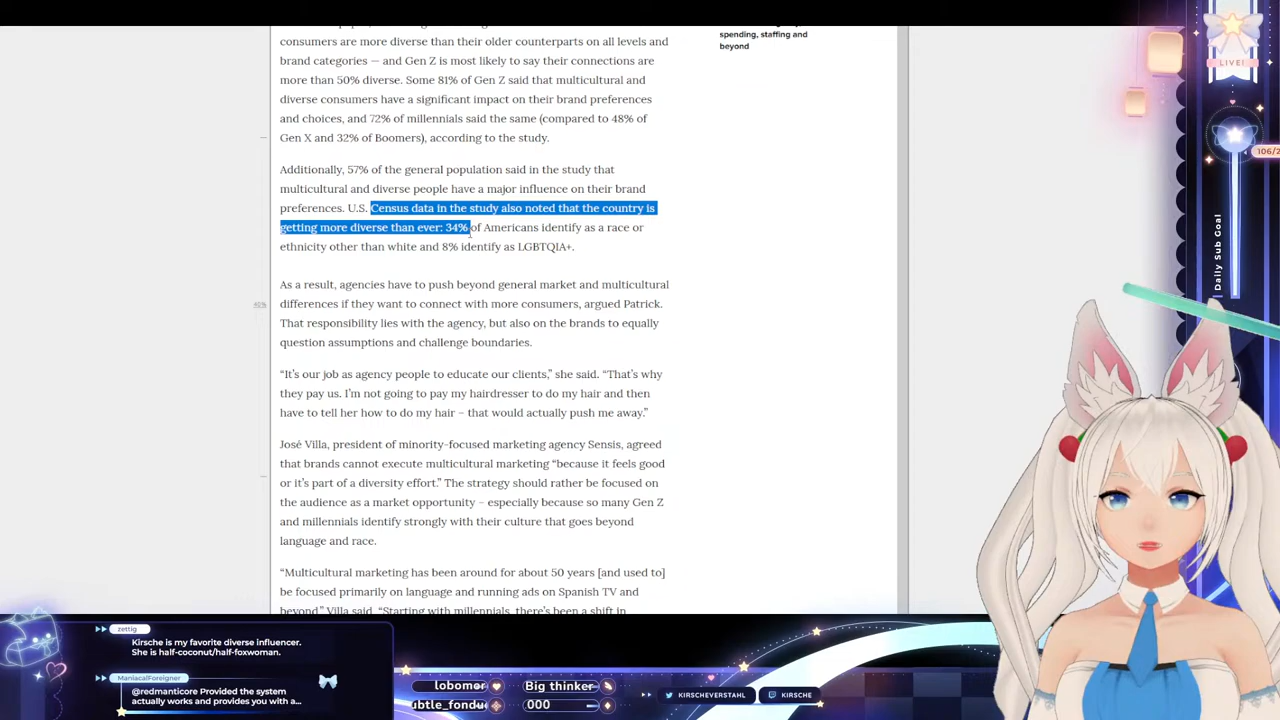 consumers are more diverse than their older counterparts on all levels and
brand categories — and Gen Z is most likely to say their connections are
more than 50% diverse. Some 81% of Gen Z said that multicultural and
diverse consumers have a significant impact on their brand preferences
and choices, and 72% of millennials said the same (compared to 48% of
Gen X and 32% of Boomers), according to the study.
Additionally, 57% of the general population said in the study that
multicultural and diverse people have a major influence on their brand
preferences. U.S. Census data in the study also noted that the country is
getting more diverse than ever: 34% of Americans identify as a race or
ethnicity other than white and 8% identify as LGBTQIA+.
As a result, agencies have to push beyond general market and multicultural
differences if they want to connect with more consumers, argued Patrick.
That responsibility lies with the agency, but also on the brands to equally
question assumptions and challenge boundaries.
“It’s our job as agency people to educate our clients,” she said. “That’s why
they pay us. I’m not going to pay my hairdresser to do my hair and then
have to tell her how to do my hair – that would actually push me away.”
José Villa, president of minority-focused marketing agency Sensis, agreed
that brands cannot execute multicultural marketing “because it feels good
or it’s part of a diversity effort.” The strategy should rather be focused on
the audience as a market opportunity – especially because so many Gen Z
and millennials identify strongly with their culture that goes beyond
language and race.
“Multicultural marketing has been around for about 50 years [and used to]
be focused primarily on language and running ads on Spanish TV and
beyond,” Villa said. “Starting with millennials, there’s been a shift in
spending, staffing and
beyond
LIVE!
106/2
Daily Sub Goal
zettig
Kirsche is my favorite diverse influencer.
She is half-coconut/half-foxwoman.
ManiacalForeigner
@redmanticore Provided the system
actually works and provides you with a...
lobome
Big thinker
ubtle_fondu
000
KIRSCHEVERSTAHL
KIRSCHE